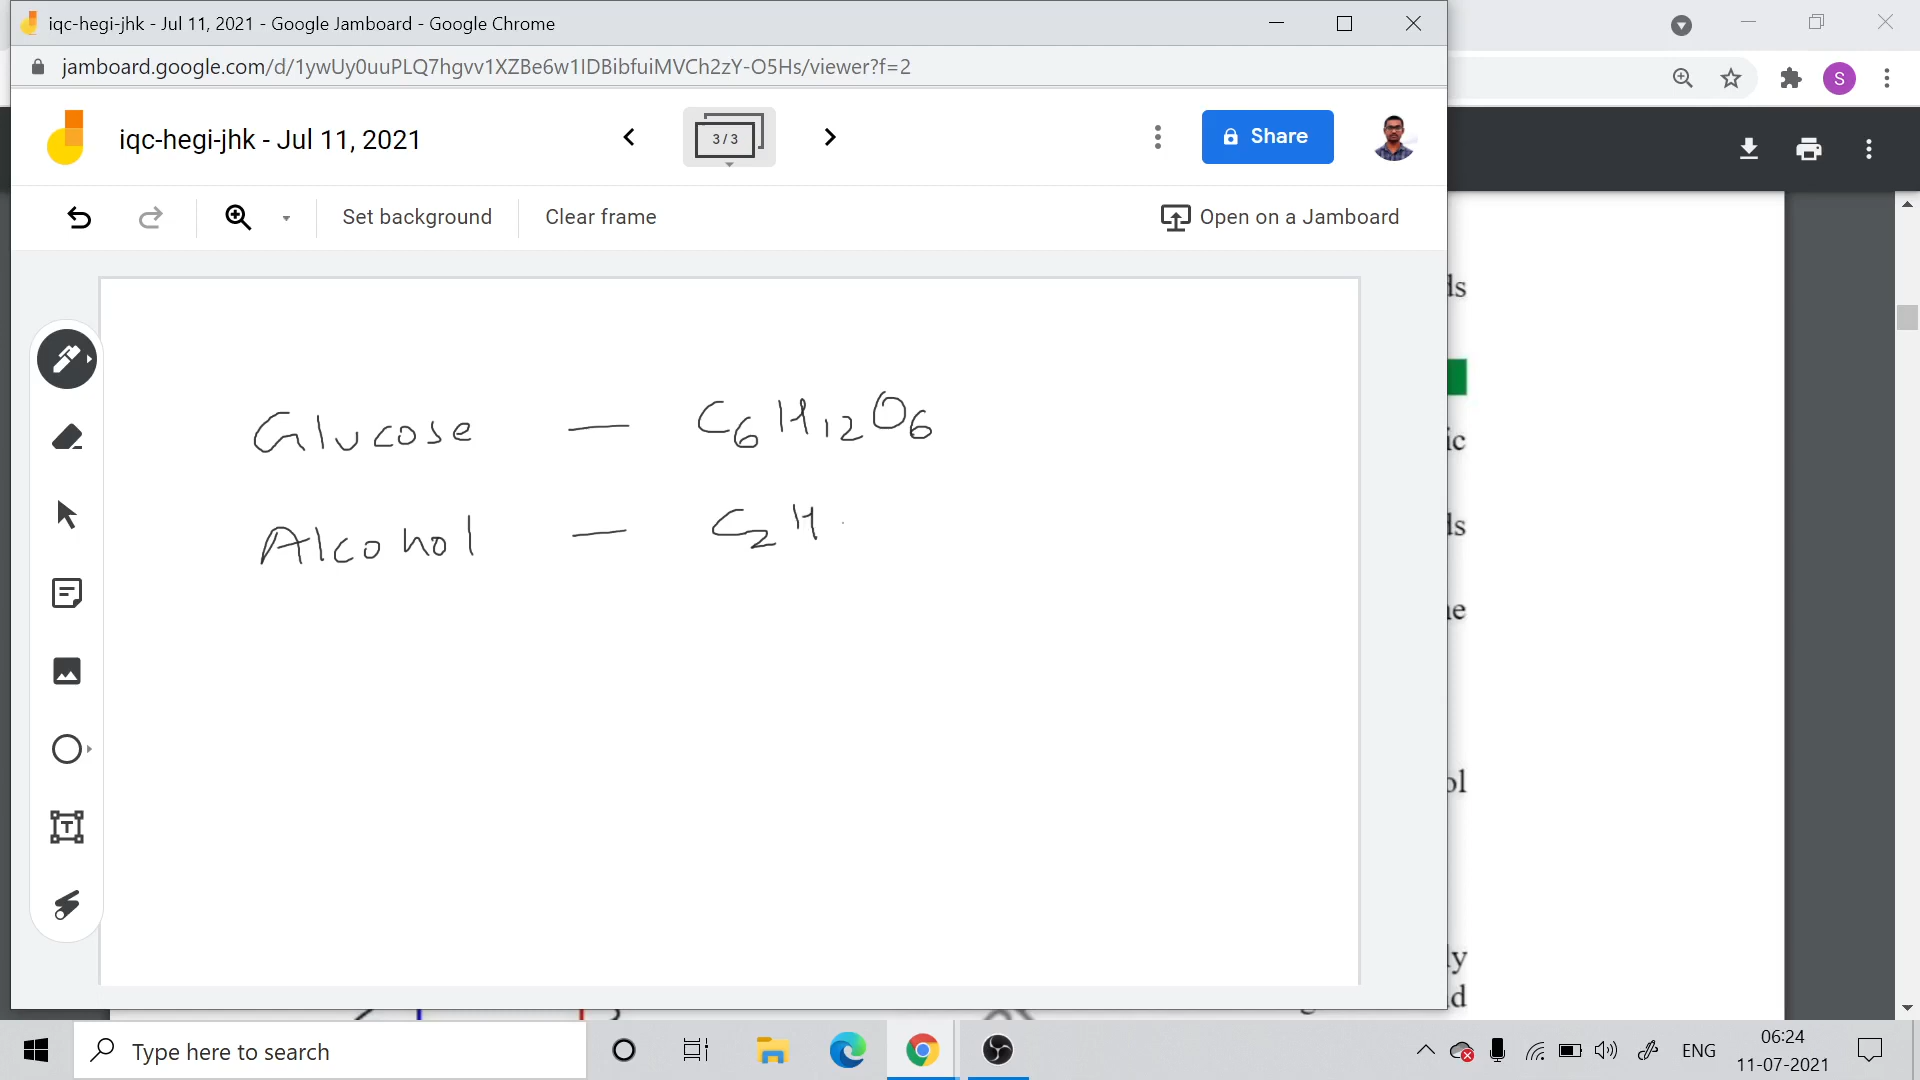 iqc-hegi-jhk - Jul 11, 2021 - Google Jamboard - Google Chrome
jamboard.google.com/d/1ywUy0uuPLQ7hgvv1XZBe6w1IDBibfuiMVCh2zY-O5Hs/viewer?f=2
S
iqc-hegi-jhk - Jul 11, 2021
3 / 3
Share
Set background
Clear frame
Open on a Jamboard
Glucose — C6H12O6
Alcohol — C2H
T
Type here to search
ENG
06:24
11-07-2021